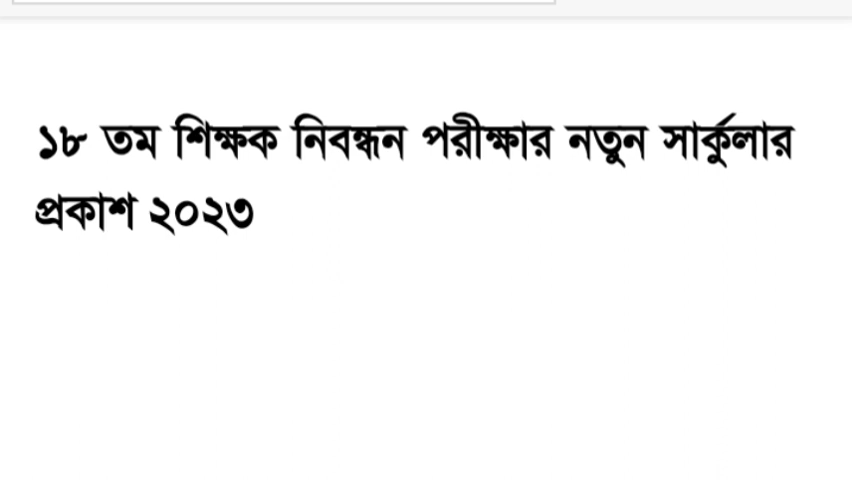 ১৮ তম শিক্ষক নিবন্ধন পরীক্ষার নতুন সার্কুলার
প্রকাশ ২০২৩